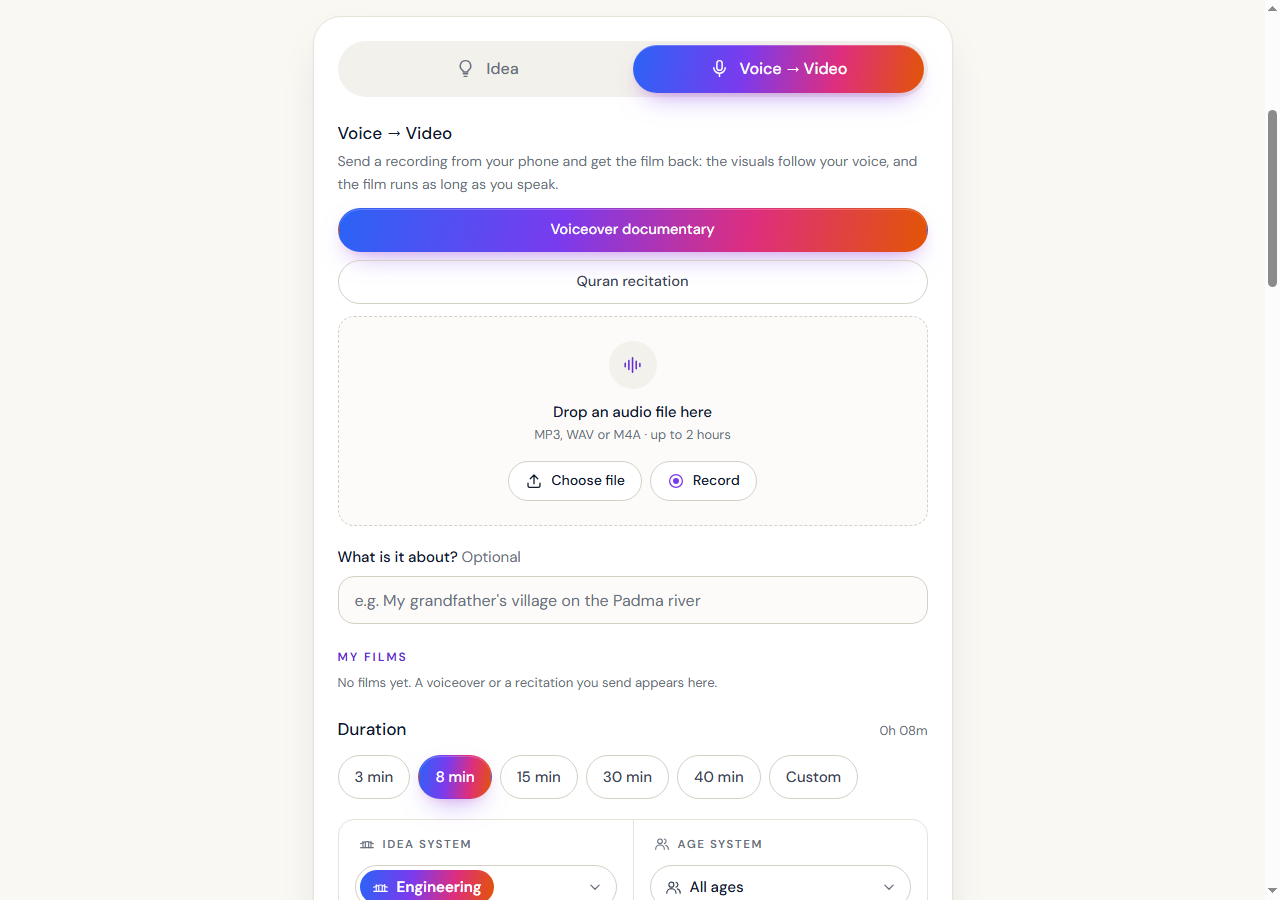 Idea
Voice → Video
Voice → Video
Send a recording from your phone and get the film back: the visuals follow your voice, and
the film runs as long as you speak.
Voiceover documentary
Quran recitation
Drop an audio file here
MP3, WAV or M4A · up to 2 hours
Choose file
Record
What is it about? Optional
e.g. My grandfather's village on the Padma river
MY FILMS
No films yet. A voiceover or a recitation you send appears here.
Duration
0h 08m
3 min
8 min
15 min
30 min
40 min
Custom
IDEA SYSTEM
AGE SYSTEM
Engineering
All ages